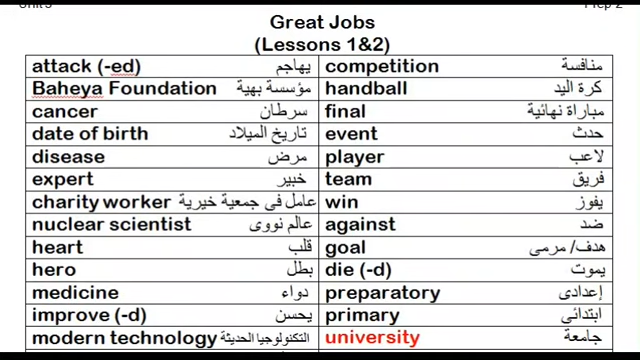 Great Jobs
(Lessons 1&2)
attack (-ed) يهاجم competition منافسة
Baheya Foundation مؤسسة بهية handball كرة اليد
cancer سرطان final مباراة نهائية
date of birth تاريخ الميلاد event حدث
disease مرض player لاعب
expert خبير team فريق
charity worker عامل فى جمعية خيرية win يفوز
nuclear scientist عالم نووى against ضد
heart قلب goal هدف/ مرمى
hero بطل die (-d) يموت
medicine دواء preparatory إعدادى
improve (-d) يحسن primary ابتدائى
modern technology التكنولوجيا الحديثة university جامعة